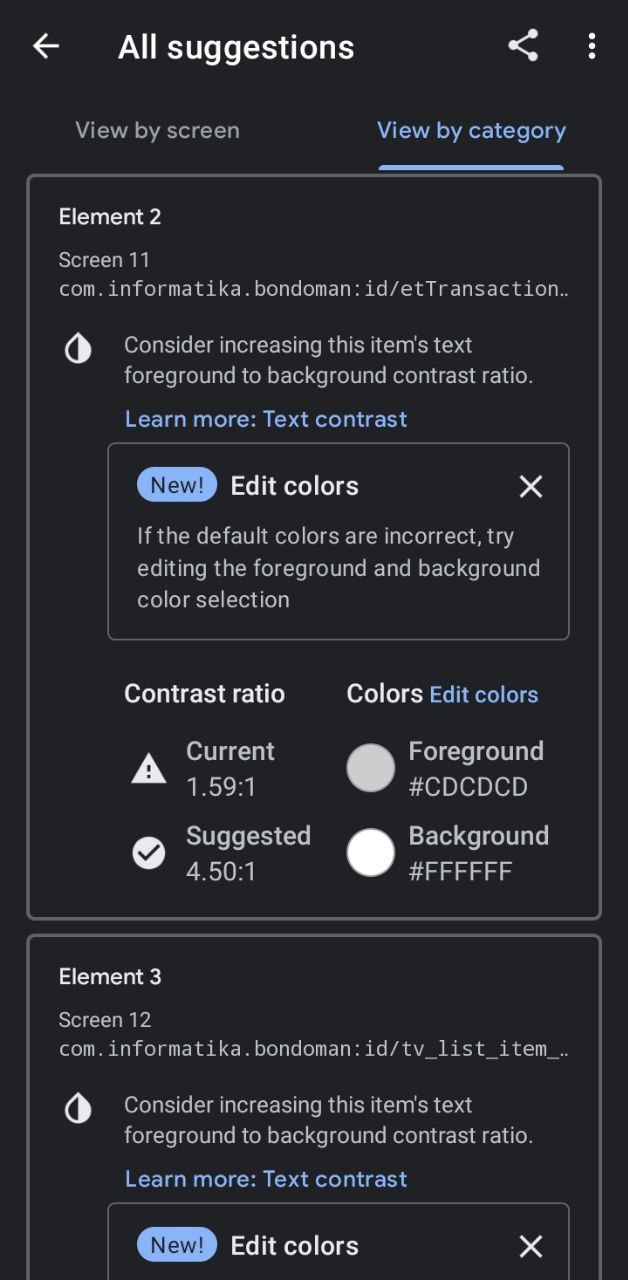 All suggestions
View by screen
View by category
Element 2
Screen 11
com.informatika.bondoman:id/etTransaction…
Consider increasing this item's text
foreground to background contrast ratio.
Learn more: Text contrast
New! Edit colors
If the default colors are incorrect, try
editing the foreground and background
color selection
Contrast ratio
Current
1.59:1
Suggested
4.50:1
Colors Edit colors
Foreground
#CDCDCD
Background
#FFFFFF
Element 3
Screen 12
com.informatika.bondoman:id/tv_list_item_…
Consider increasing this item's text
foreground to background contrast ratio.
Learn more: Text contrast
New! Edit colors